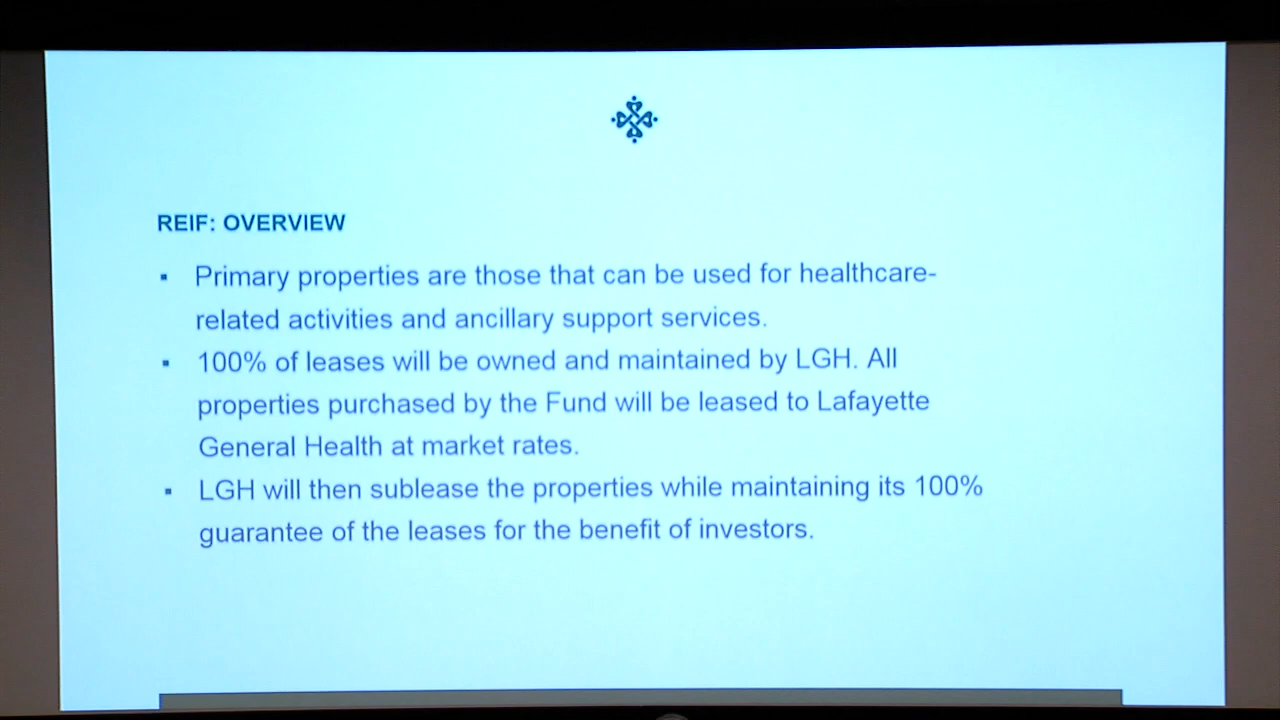 REIF: OVERVIEW
▪ Primary properties are those that can be used for healthcare-
related activities and ancillary support services.
▪ 100% of leases will be owned and maintained by LGH. All
properties purchased by the Fund will be leased to Lafayette
General Health at market rates.
▪ LGH will then sublease the properties while maintaining its 100%
guarantee of the leases for the benefit of investors.